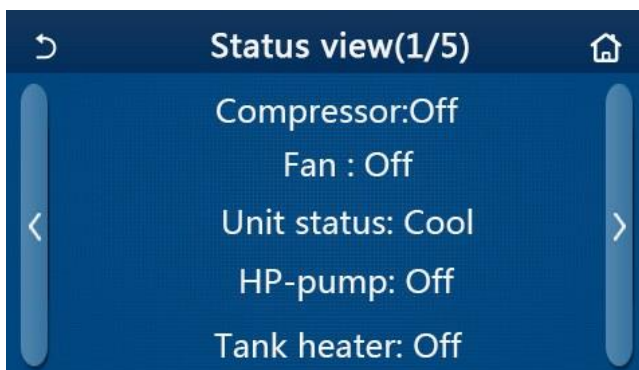 Status view(1/5)
Compressor:Off
Fan : Off
Unit status: Cool
HP-pump: Off
Tank heater: Off